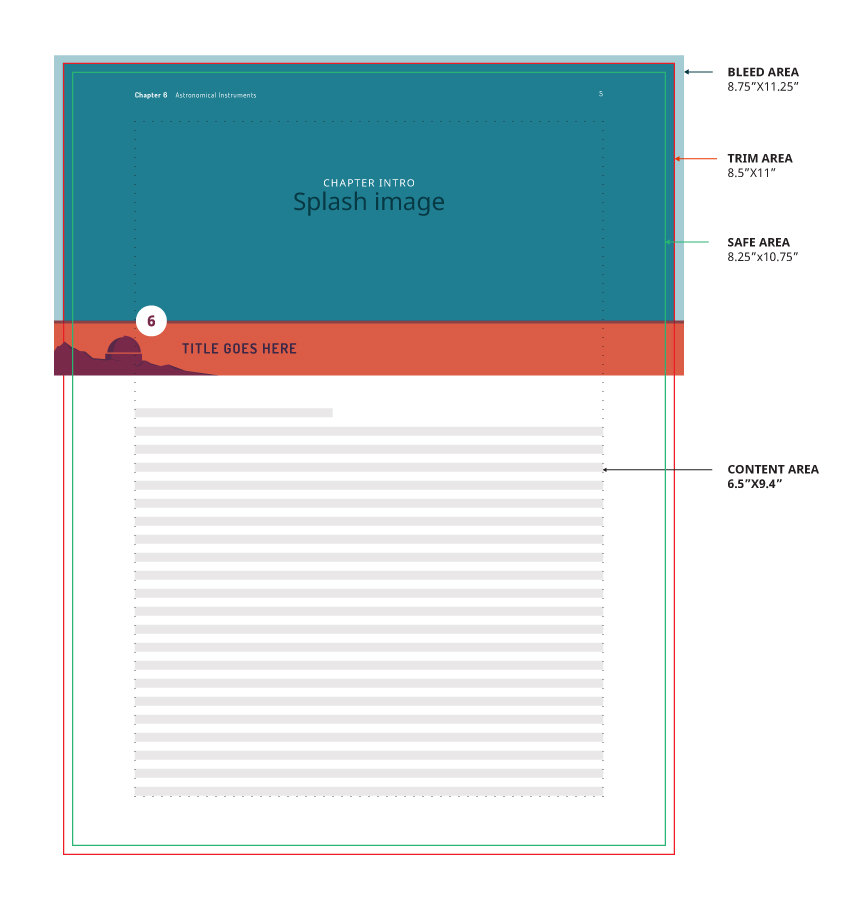 Chapter 6 Astronomical Instruments
5
CHAPTER INTRO
Splash image
6
TITLE GOES HERE
BLEED AREA
8.75”X11.25”
TRIM AREA
8.5”X11”
SAFE AREA
8.25”x10.75”
CONTENT AREA
6.5”X9.4”